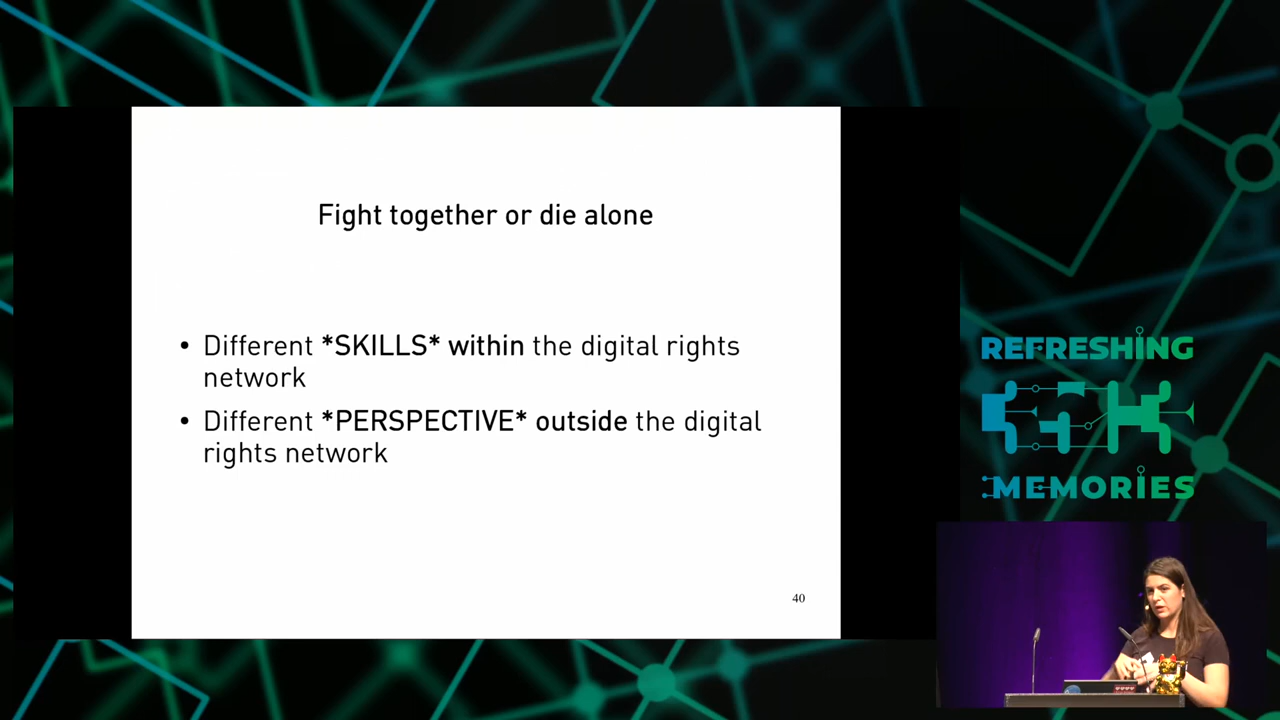 Fight together or die alone
• Different *SKILLS* within the digital rights
network
• Different *PERSPECTIVE* outside the digital
rights network
40
REFRESHING
MEMORIES